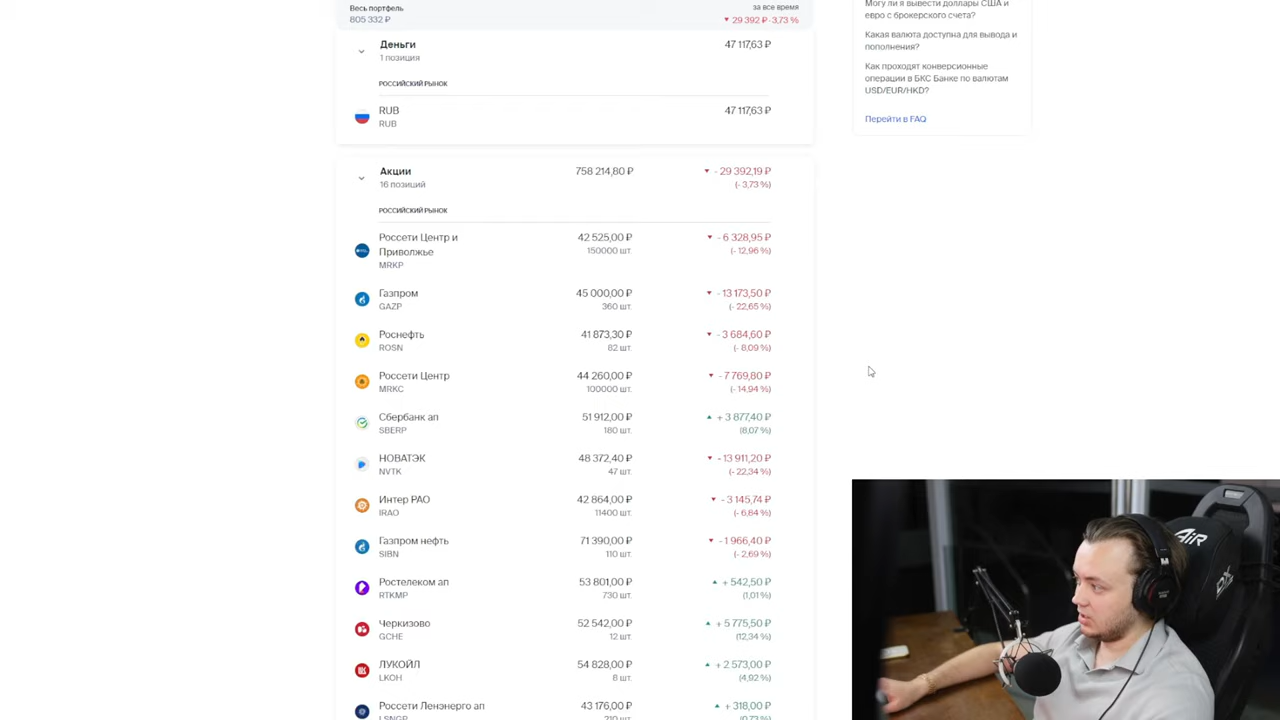 Весь портфель
за все время
805 332 ₽
29 392 ₽ · 3,73 %
Деньги
47 117,63 ₽
1 позиция
РОССИЙСКИЙ РЫНОК
RUB
47 117,63 ₽
RUB
Акции
758 214,80 ₽
- 29 392,19 ₽
16 позиций
(- 3,73 %)
РОССИЙСКИЙ РЫНОК
Россети Центр и
Приволжье
42 525,00 ₽
- 6 328,95 ₽
150000 шт.
(- 12,96 %)
MRKP
Газпром
45 000,00 ₽
- 13 173,50 ₽
GAZP
360 шт.
(- 22,65 %)
Роснефть
41 873,30 ₽
- 3 684,60 ₽
ROSN
82 шт.
(- 8,09 %)
Россети Центр
44 260,00 ₽
- 7 769,80 ₽
MRKC
100000 шт.
(- 14,94 %)
Сбербанк ап
51 912,00 ₽
+ 3 877,40 ₽
SBERP
180 шт.
(8,07 %)
НОВАТЭК
48 372,40 ₽
- 13 911,20 ₽
NVTK
47 шт.
(- 22,34 %)
Интер РАО
42 864,00 ₽
- 3 145,74 ₽
IRAO
11400 шт.
(- 6,84 %)
Газпром нефть
71 390,00 ₽
- 1 966,40 ₽
SIBN
110 шт.
(- 2,69 %)
Ростелеком ап
53 801,00 ₽
+ 542,50 ₽
RTKMP
730 шт.
(1,01 %)
Черкизово
52 542,00 ₽
+ 5 775,50 ₽
GCHE
12 шт.
(12,34 %)
ЛУКОЙЛ
54 828,00 ₽
+ 2 573,00 ₽
LKOH
8 шт.
(4,92 %)
Россети Ленэнерго ап
43 176,00 ₽
+ 318,00 ₽
LSNGP
210 шт.
(0,73 %)
Могу ли я вывести доллары США и
евро с брокерского счета?
Какая валюта доступна для вывода и
пополнения?
Как проходят конверсионные
операции в БКС Банке по валютам
USD/EUR/HKD?
Перейти в FAQ
AIR